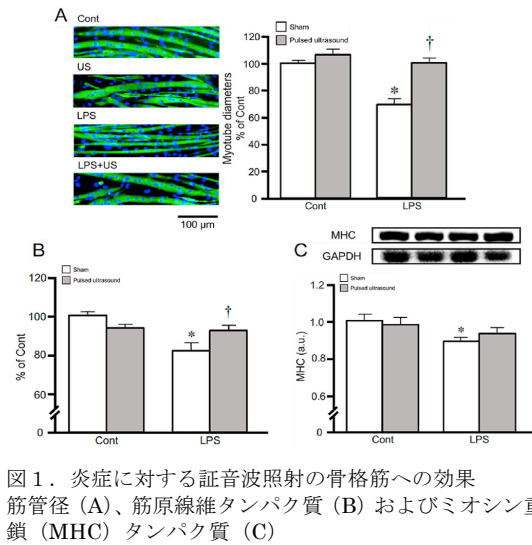 A
Cont
US
LPS
LPS+US
100 µm
Sham
Pulsed ultrasound
Myotube diameters
% of Cont
120
100
80
60
40
20
0
*
†
Cont
LPS
B
Sham
Pulsed ultrasound
% of Cont
120
100
80
60
0
*
†
Cont
LPS
C
MHC
GAPDH
Sham
Pulsed ultrasound
MHC (a.u.)
1.2
1.0
0.8
0.6
0
*
Cont
LPS
図１．炎症に対する証音波照射の骨格筋への効果
筋管径（A）、筋原線維タンパク質（B）およびミオシン重
鎖（MHC）タンパク質（C）